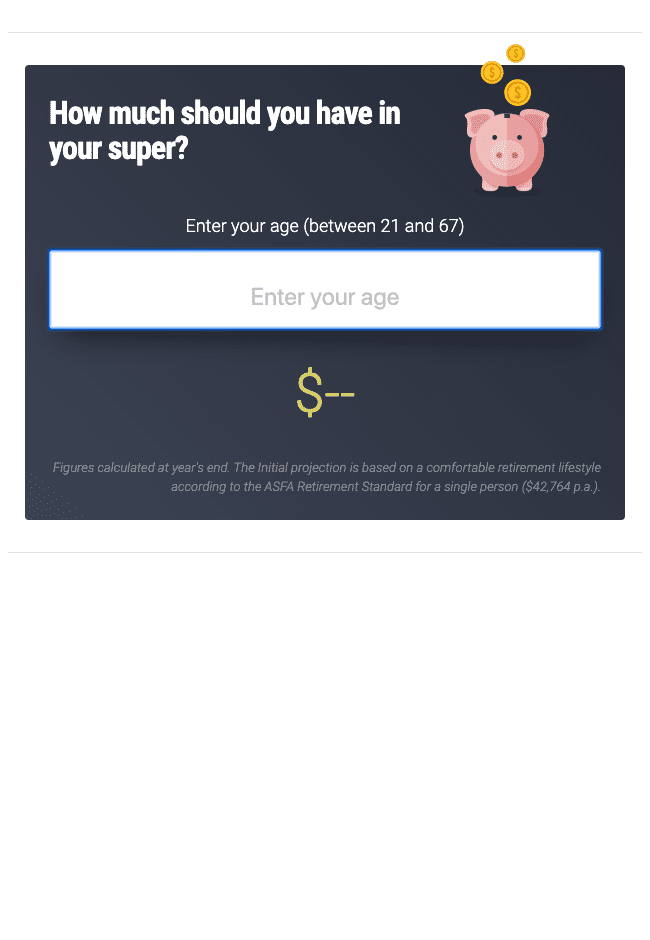 How much should you have in
your super?
Enter your age (between 21 and 67)
Enter your age
$--
Figures calculated at year's end. The Initial projection is based on a comfortable retirement lifestyle
according to the ASFA Retirement Standard for a single person ($42,764 p.a.).